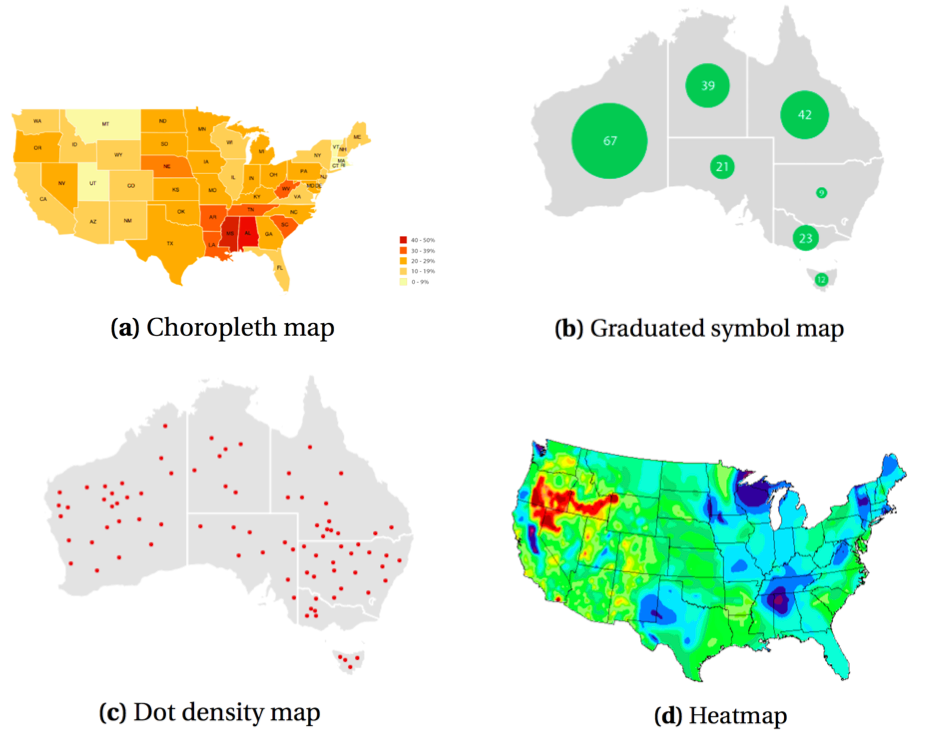 WA
MT
ND
MN
OR
ID
WY
SD
WI
MI
NY
VT
NH
ME
MA
CT
NE
IA
PA
NJ
NV
UT
CO
IL
IN
OH
WV
MD
DE
CA
KS
MO
KY
VA
AZ
NM
OK
AR
TN
NC
SC
TX
LA
MS
AL
GA
FL
40 - 50%
30 - 39%
20 - 29%
10 - 19%
0 - 9%
(a) Choropleth map
39
42
67
21
9
23
12
(b) Graduated symbol map
(c) Dot density map
(d) Heatmap